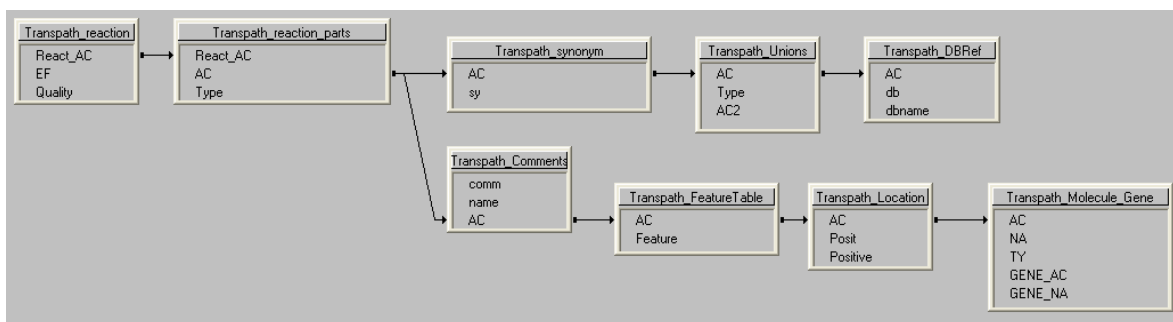 Transpath_reaction
React_AC
EF
Quality
Transpath_reaction_parts
React_AC
AC
Type
Transpath_synonym
AC
sy
Transpath_Unions
AC
Type
AC2
Transpath_DBRef
AC
db
dbname
Transpath_Comments
comm
name
AC
Transpath_FeatureTable
AC
Feature
Transpath_Location
AC
Posit
Positive
Transpath_Molecule_Gene
AC
NA
TY
GENE_AC
GENE_NA